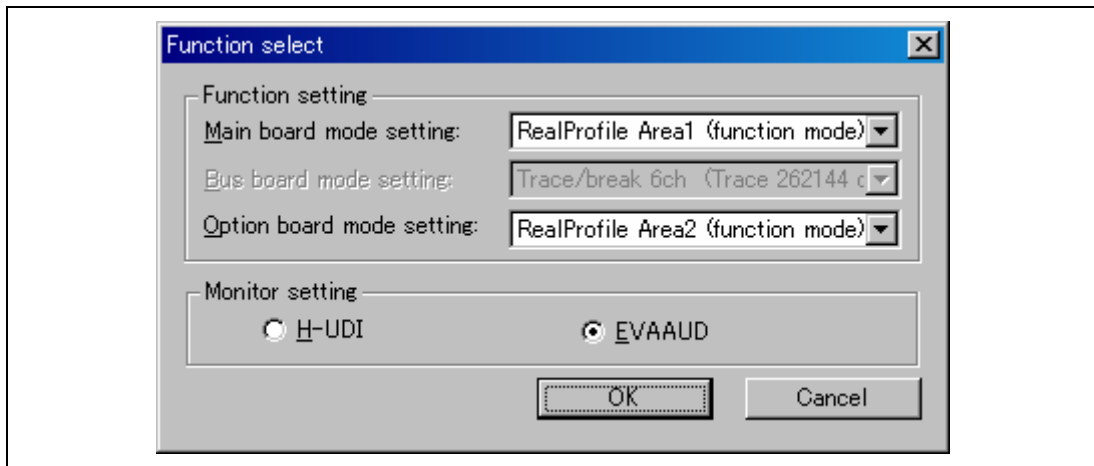 Function select
Function setting
Main board mode setting: RealProfile Area1 (function mode)
Bus board mode setting: Trace/break 6ch (Trace 262144 c
Option board mode setting: RealProfile Area2 (function mode)
Monitor setting
H-UDI EVAAUD
OK Cancel